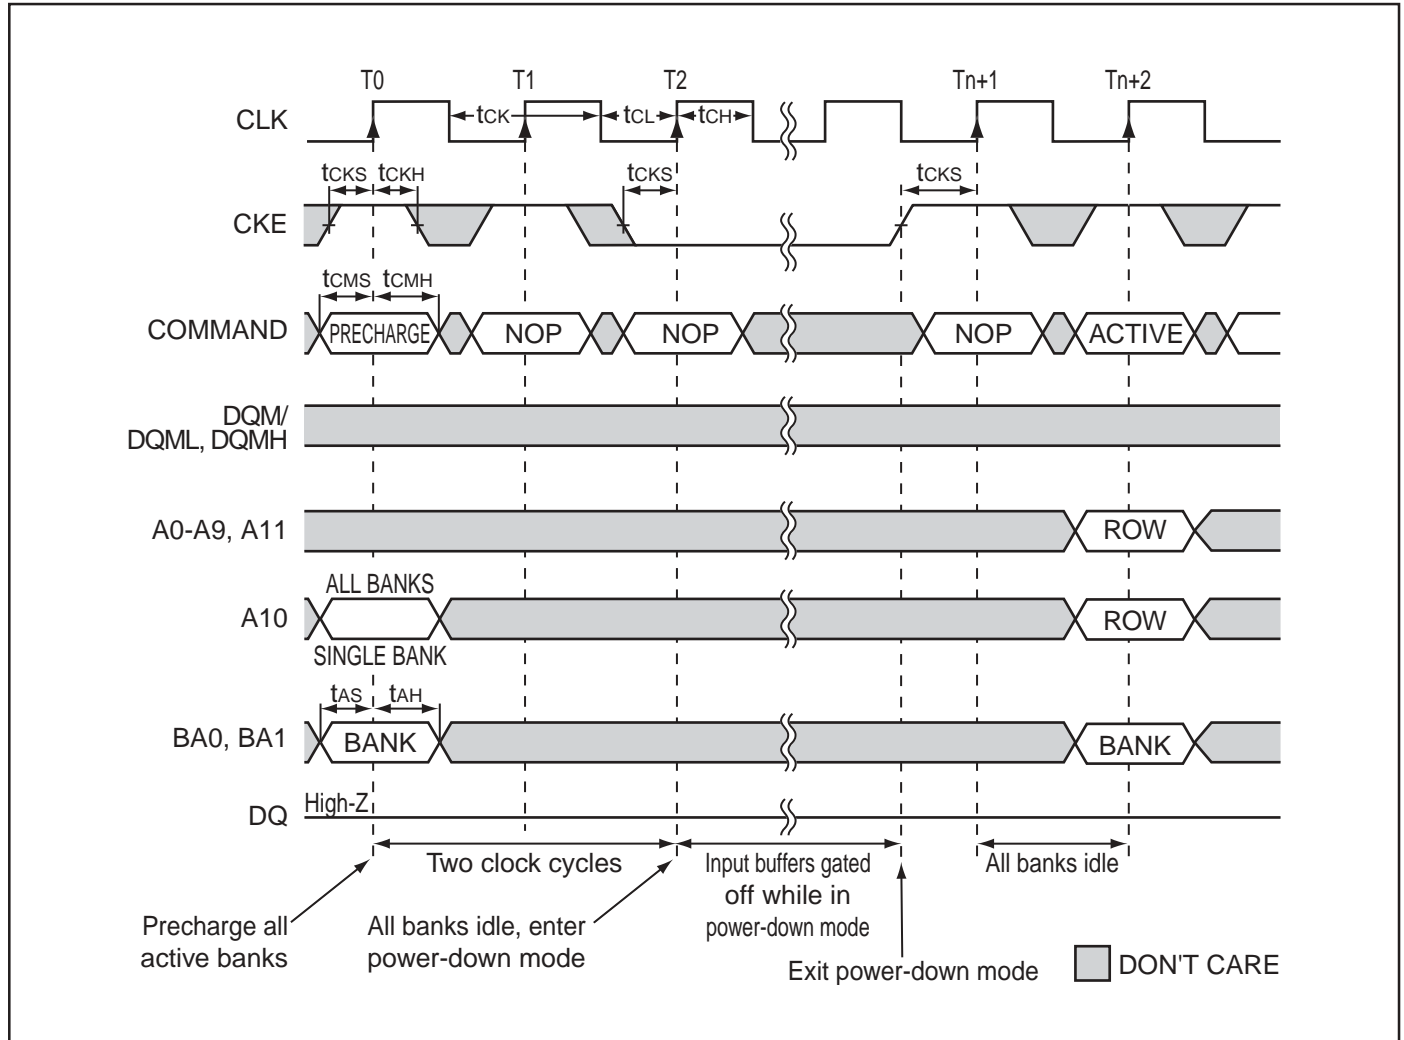 T0 T1 T2 Tn+1 Tn+2
CLK
tCK tCL tCH
tCKS tCKH tCKS tCKS
CKE
tCMS tCMH
COMMAND PRECHARGE NOP NOP NOP ACTIVE
DQM/
DQML, DQMH
A0-A9, A11 ROW
ALL BANKS
A10 ROW
SINGLE BANK
tAS tAH
BA0, BA1 BANK BANK
DQ High-Z
Two clock cycles
Input buffers gated
off while in
power-down mode
All banks idle
Precharge all
active banks
All banks idle, enter
power-down mode
Exit power-down mode
DON'T CARE